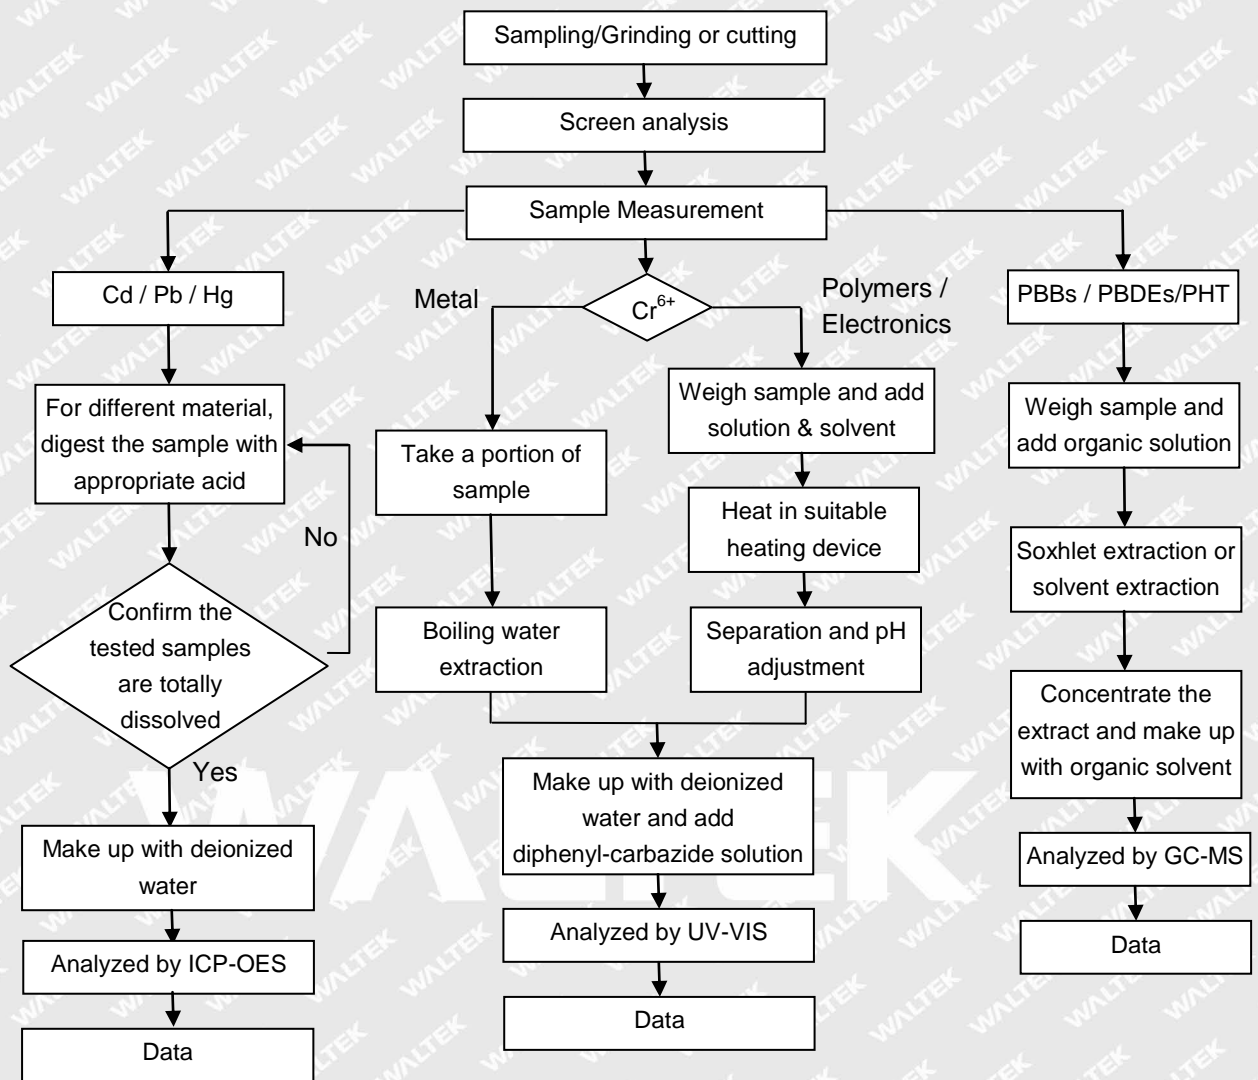 Sampling/Grinding or cutting
Screen analysis
Sample Measurement
Cd / Pb / Hg
For different material,
digest the sample with
appropriate acid
No
Confirm the
tested samples
are totally
dissolved
Yes
Make up with deionized
water
Analyzed by ICP-OES
Data
Cr6+
Metal
Take a portion of
sample
Boiling water
extraction
Polymers /
Electronics
Weigh sample and add
solution & solvent
Heat in suitable
heating device
Separation and pH
adjustment
Make up with deionized
water and add
diphenyl-carbazide solution
Analyzed by UV-VIS
Data
PBBs / PBDEs/PHT
Weigh sample and
add organic solution
Soxhlet extraction or
solvent extraction
Concentrate the
extract and make up
with organic solvent
Analyzed by GC-MS
Data
WALTEK